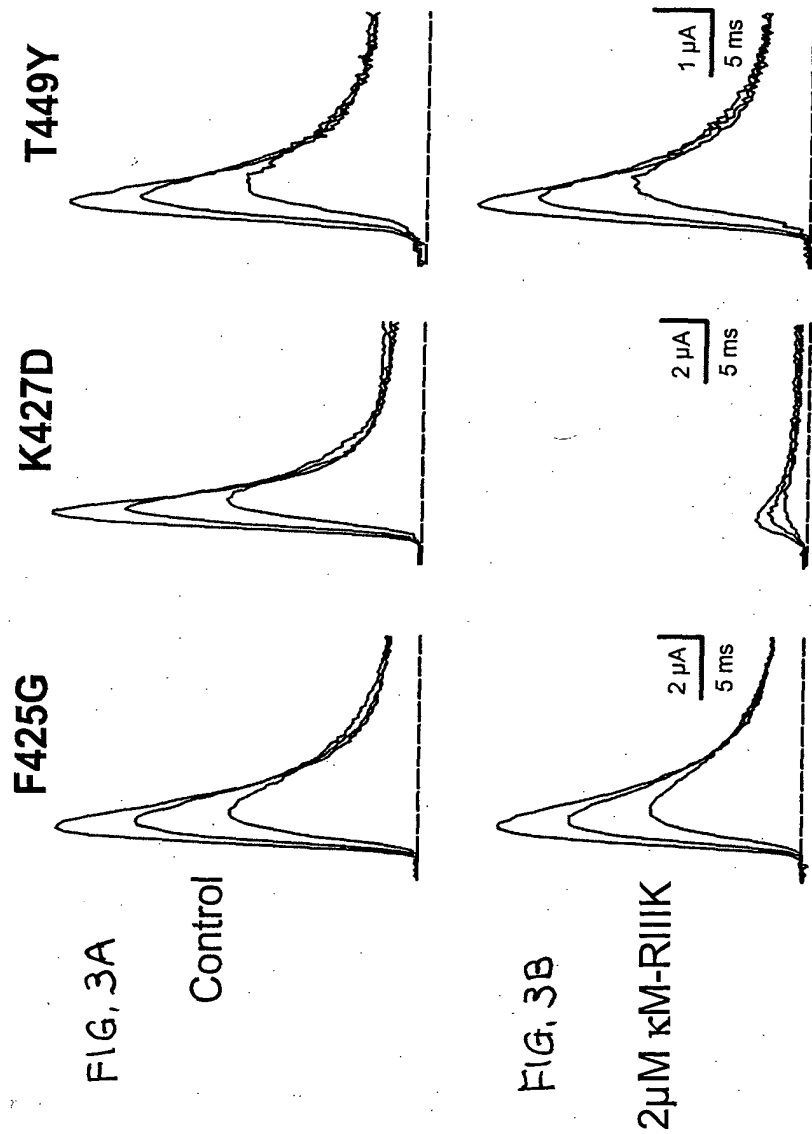 F425G K427D T449Y
FIG. 3A
Control
FIG. 3B
2µM κM-RIIIK
2 µA
5 ms
2 µA
5 ms
1 µA
5 ms